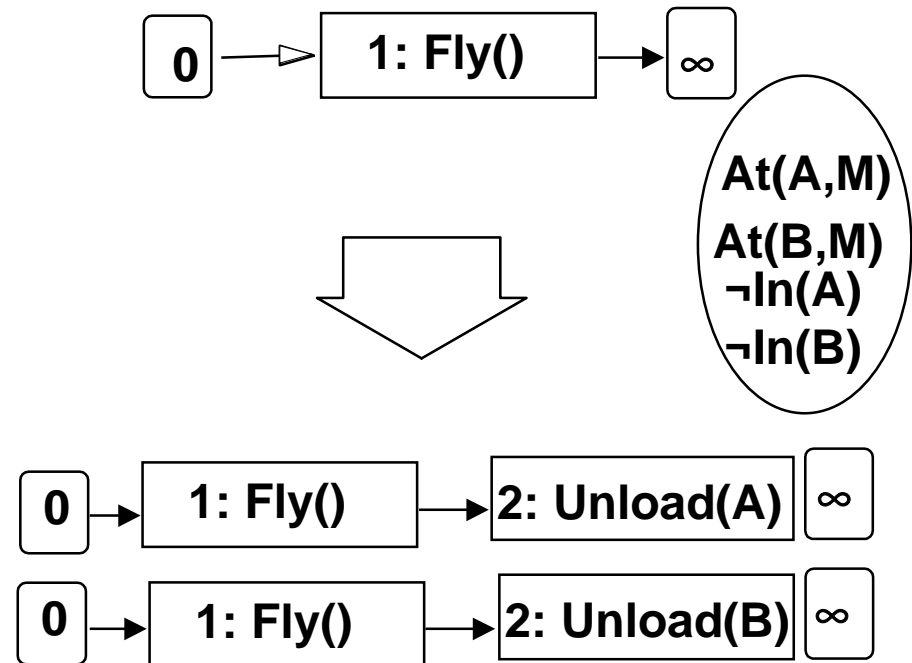 0 1: Fly() ∞
At(A,M)
At(B,M)
¬In(A)
¬In(B)
0 1: Fly() 2: Unload(A) ∞
0 1: Fly() 2: Unload(B) ∞